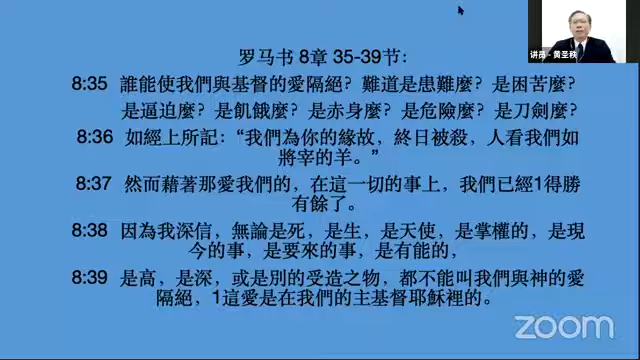 罗马书 8章 35-39节：
8:35 誰能使我們與基督的愛隔絕？難道是患難麼？是困苦麼？
是逼迫麼？是飢餓麼？是赤身麼？是危險麼？是刀劍麼？
8:36 如經上所記：“我們為你的緣故，終日被殺，人看我們如
將宰的羊。”
8:37 然而藉著那愛我們的，在這一切的事上，我們已經1得勝
有餘了。
8:38 因為我深信，無論是死，是生，是天使，是掌權的，是現
今的事，是要來的事，是有能的，
8:39 是高，是深，或是別的受造之物，都不能叫我們與神的愛
隔絕，1這愛是在我們的主基督耶穌裡的。
讲员 - 黄圣秩
zoom